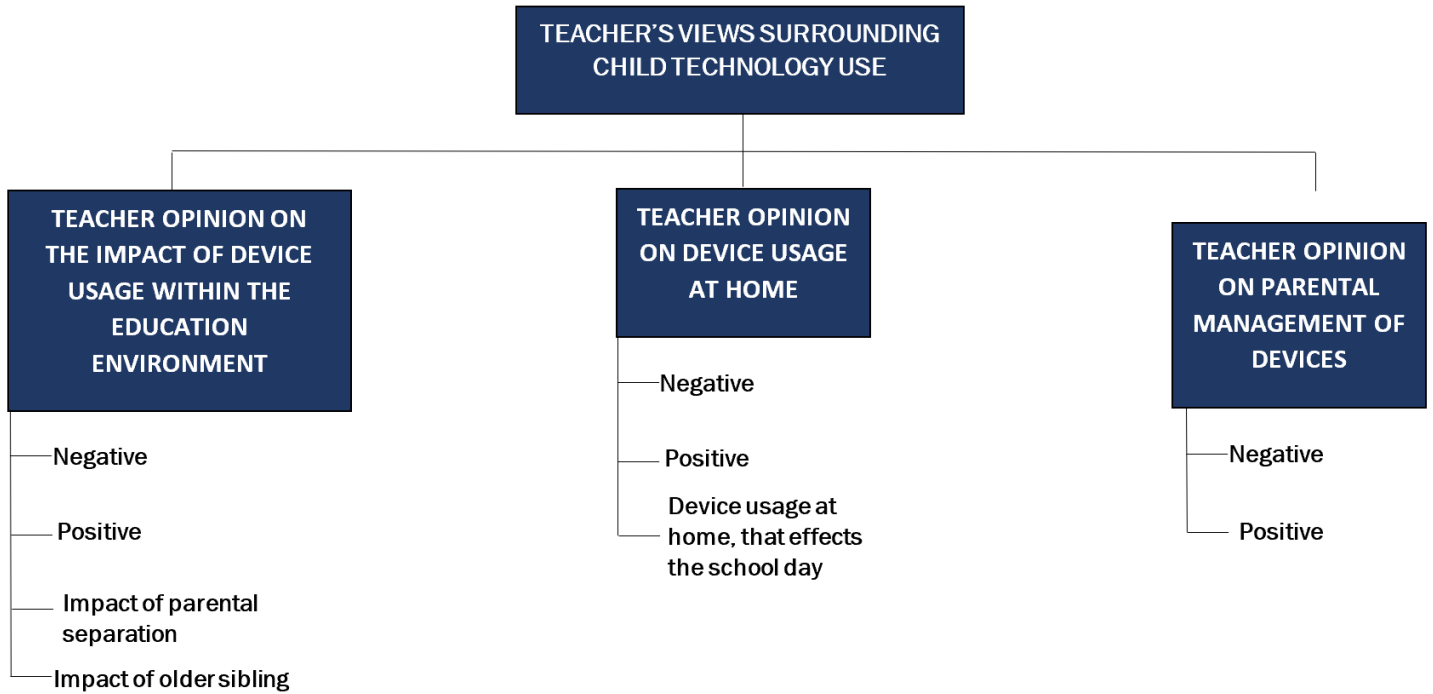 TEACHER’S VIEWS SURROUNDING
CHILD TECHNOLOGY USE
TEACHER OPINION ON
THE IMPACT OF DEVICE
USAGE WITHIN THE
EDUCATION
ENVIRONMENT
Negative
Positive
Impact of parental
separation
Impact of older sibling
TEACHER OPINION
ON DEVICE USAGE
AT HOME
Negative
Positive
Device usage at
home, that effects
the school day
TEACHER OPINION
ON PARENTAL
MANAGEMENT OF
DEVICES
Negative
Positive